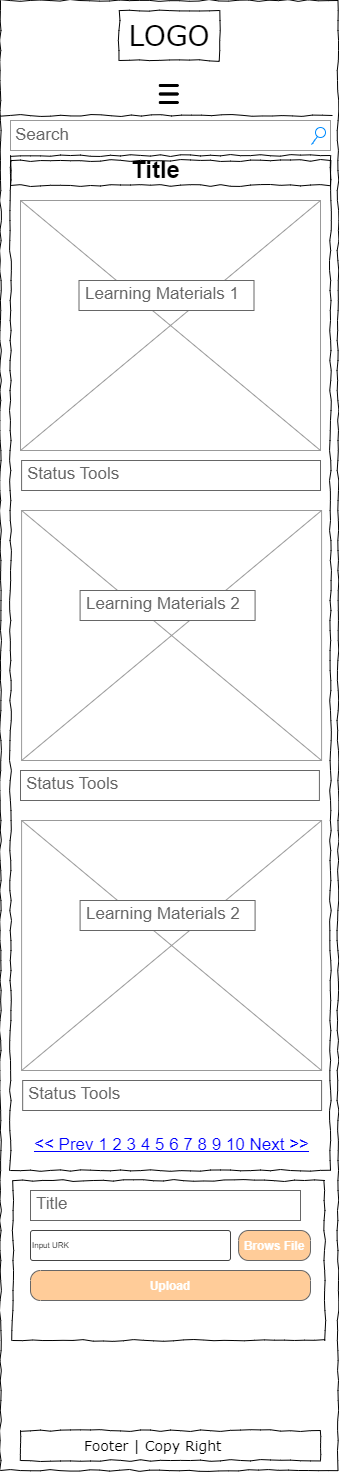 LOGO
Search
Title
Learning Materials 1
Status Tools
Learning Materials 2
Status Tools
Learning Materials 2
Status Tools
<< Prev 1 2 3 4 5 6 7 8 9 10 Next >>
Title
Input URK
Brows File
Upload
Footer | Copy Right